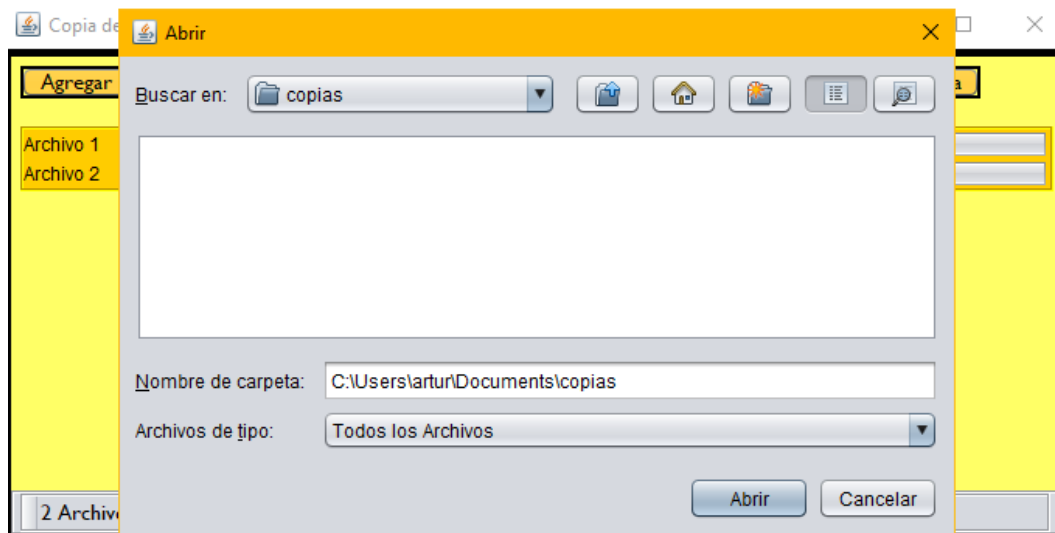 Copia de
Abrir
Agregar
a
Buscar en: copias
Archivo 1
Archivo 2
Nombre de carpeta: C:\Users\artur\Documents\copias
Archivos de tipo: Todos los Archivos
Abrir Cancelar
2 Archiv